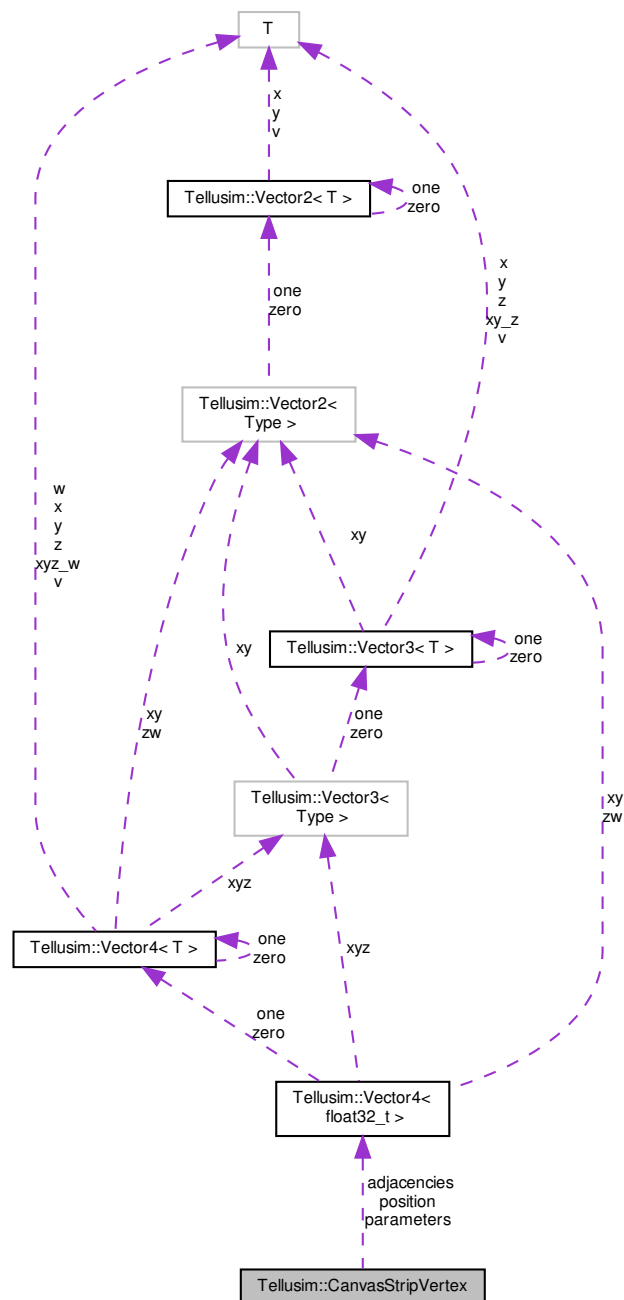 T
x
y
v
Tellusim::Vector2< T >
one
zero
x
y
z
xy_z
v
one
zero
Tellusim::Vector2<
Type >
w
x
y
z
xyz_w
v
xy
Tellusim::Vector3< T >
one
zero
xy
one
zero
xy
zw
Tellusim::Vector3<
Type >
xy
zw
xyz
Tellusim::Vector4< T >
one
zero
xyz
one
zero
Tellusim::Vector4<
float32_t >
adjacencies
position
parameters
Tellusim::CanvasStripVertex